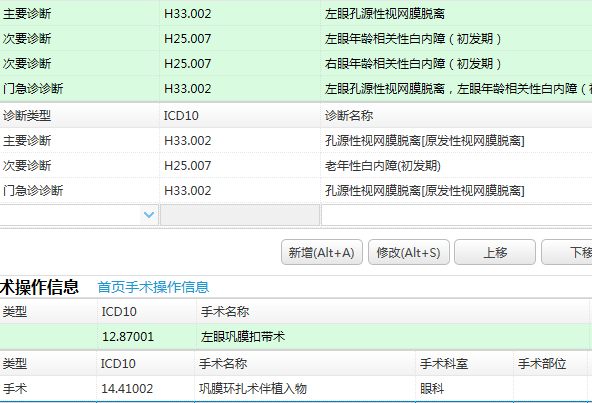 主要诊断 H33.002 左眼孔源性视网膜脱离
次要诊断 H25.007 左眼年龄相关性白内障（初发期）
次要诊断 H25.007 右眼年龄相关性白内障（初发期）
门急诊诊断 H33.002 左眼孔源性视网膜脱离，左眼年龄相关性白内障（
诊断类型 ICD10 诊断名称
主要诊断 H33.002 孔源性视网膜脱离[原发性视网膜脱离]
次要诊断 H25.007 老年性白内障(初发期)
门急诊诊断 H33.002 孔源性视网膜脱离[原发性视网膜脱离]
新增(Alt+A) 修改(Alt+S) 上移 下移
术操作信息 首页手术操作信息
类型 ICD10 手术名称
12.87001 左眼巩膜扣带术
类型 ICD10 手术名称 手术科室 手术部位
手术 14.41002 巩膜环扎术伴植入物 眼科